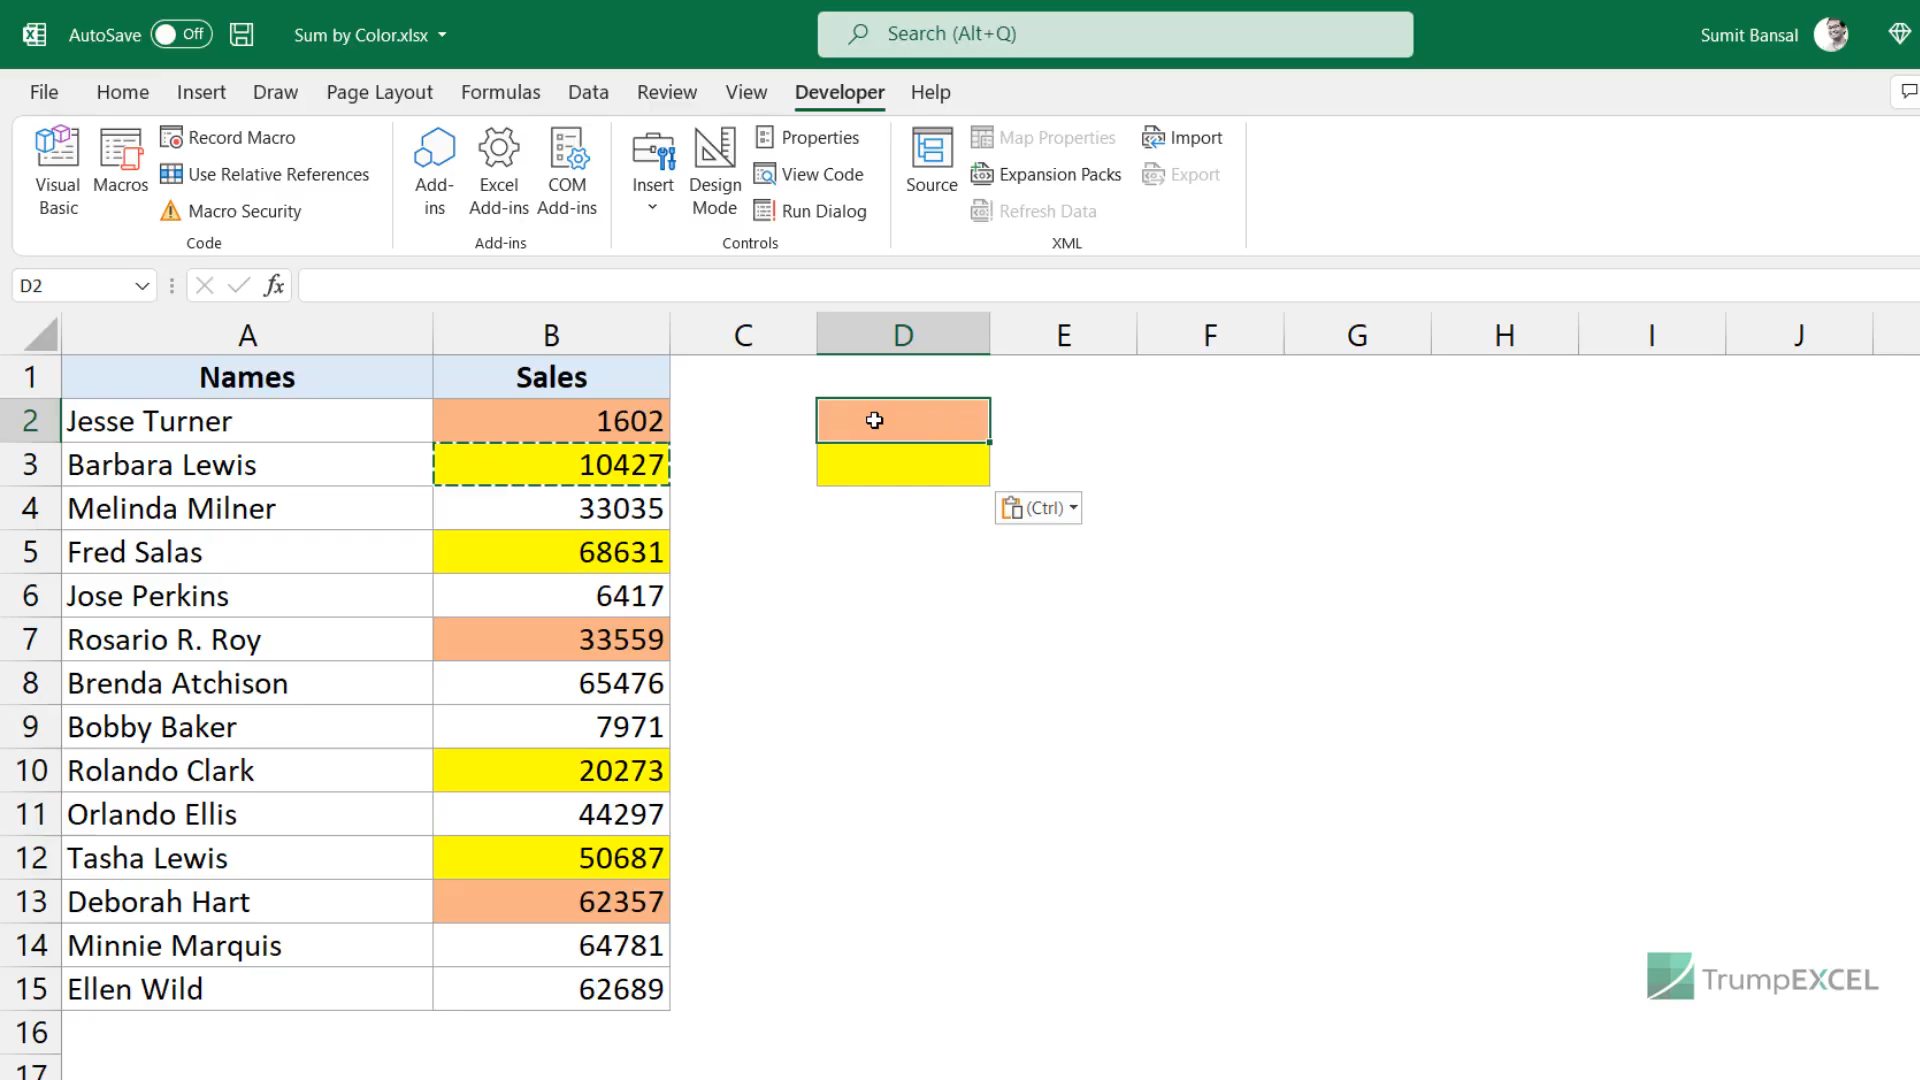 AutoSave Off Sum by Color.xlsx Search (Alt+Q) Sumit Bansal
File Home Insert Draw Page Layout Formulas Data Review View Developer Help
Visual Basic
Macros
Record Macro
Use Relative References
Macro Security
Code
Add-ins
Excel Add-ins
COM Add-ins
Add-ins
Insert
Design Mode
Properties
View Code
Run Dialog
Controls
Source
Map Properties
Expansion Packs
Refresh Data
Import
Export
XML
D2 fx
A B C D E F G H I J
1 Names Sales
2 Jesse Turner 1602
3 Barbara Lewis 10427
4 Melinda Milner 33035
(Ctrl)
5 Fred Salas 68631
6 Jose Perkins 6417
7 Rosario R. Roy 33559
8 Brenda Atchison 65476
9 Bobby Baker 7971
10 Rolando Clark 20273
11 Orlando Ellis 44297
12 Tasha Lewis 50687
13 Deborah Hart 62357
14 Minnie Marquis 64781
15 Ellen Wild 62689
TrumpEXCEL
16
17